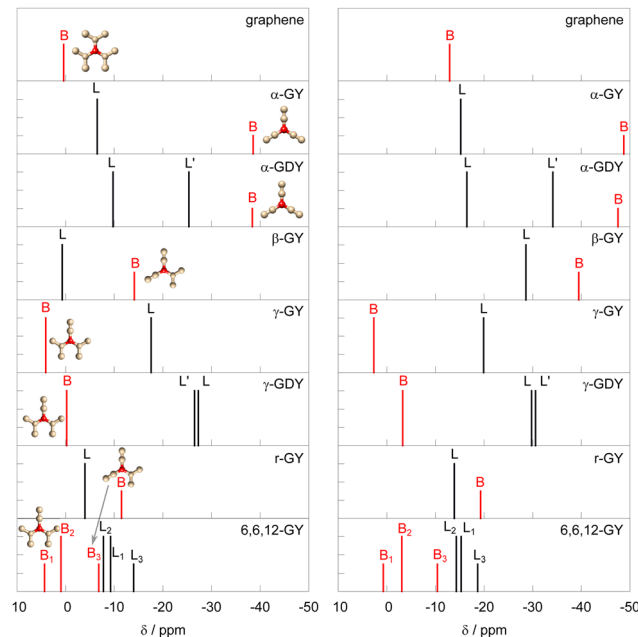 graphene
B
α-GY
L
B
α-GDY
L
L'
B
β-GY
L
B
γ-GY
B
L
γ-GDY
B
L'
L
r-GY
L
B
6,6,12-GY
B₁
B₂
B₃
L₂
L₁
L₃
10
0
-10
-20
-30
-40
-50
δ / ppm
graphene
B
α-GY
L
B
α-GDY
L
L'
B
β-GY
L
B
γ-GY
B
L
γ-GDY
B
L
L'
r-GY
L
B
6,6,12-GY
B₁
B₂
B₃
L₂
L₁
L₃
10
0
-10
-20
-30
-40
-50
δ / ppm